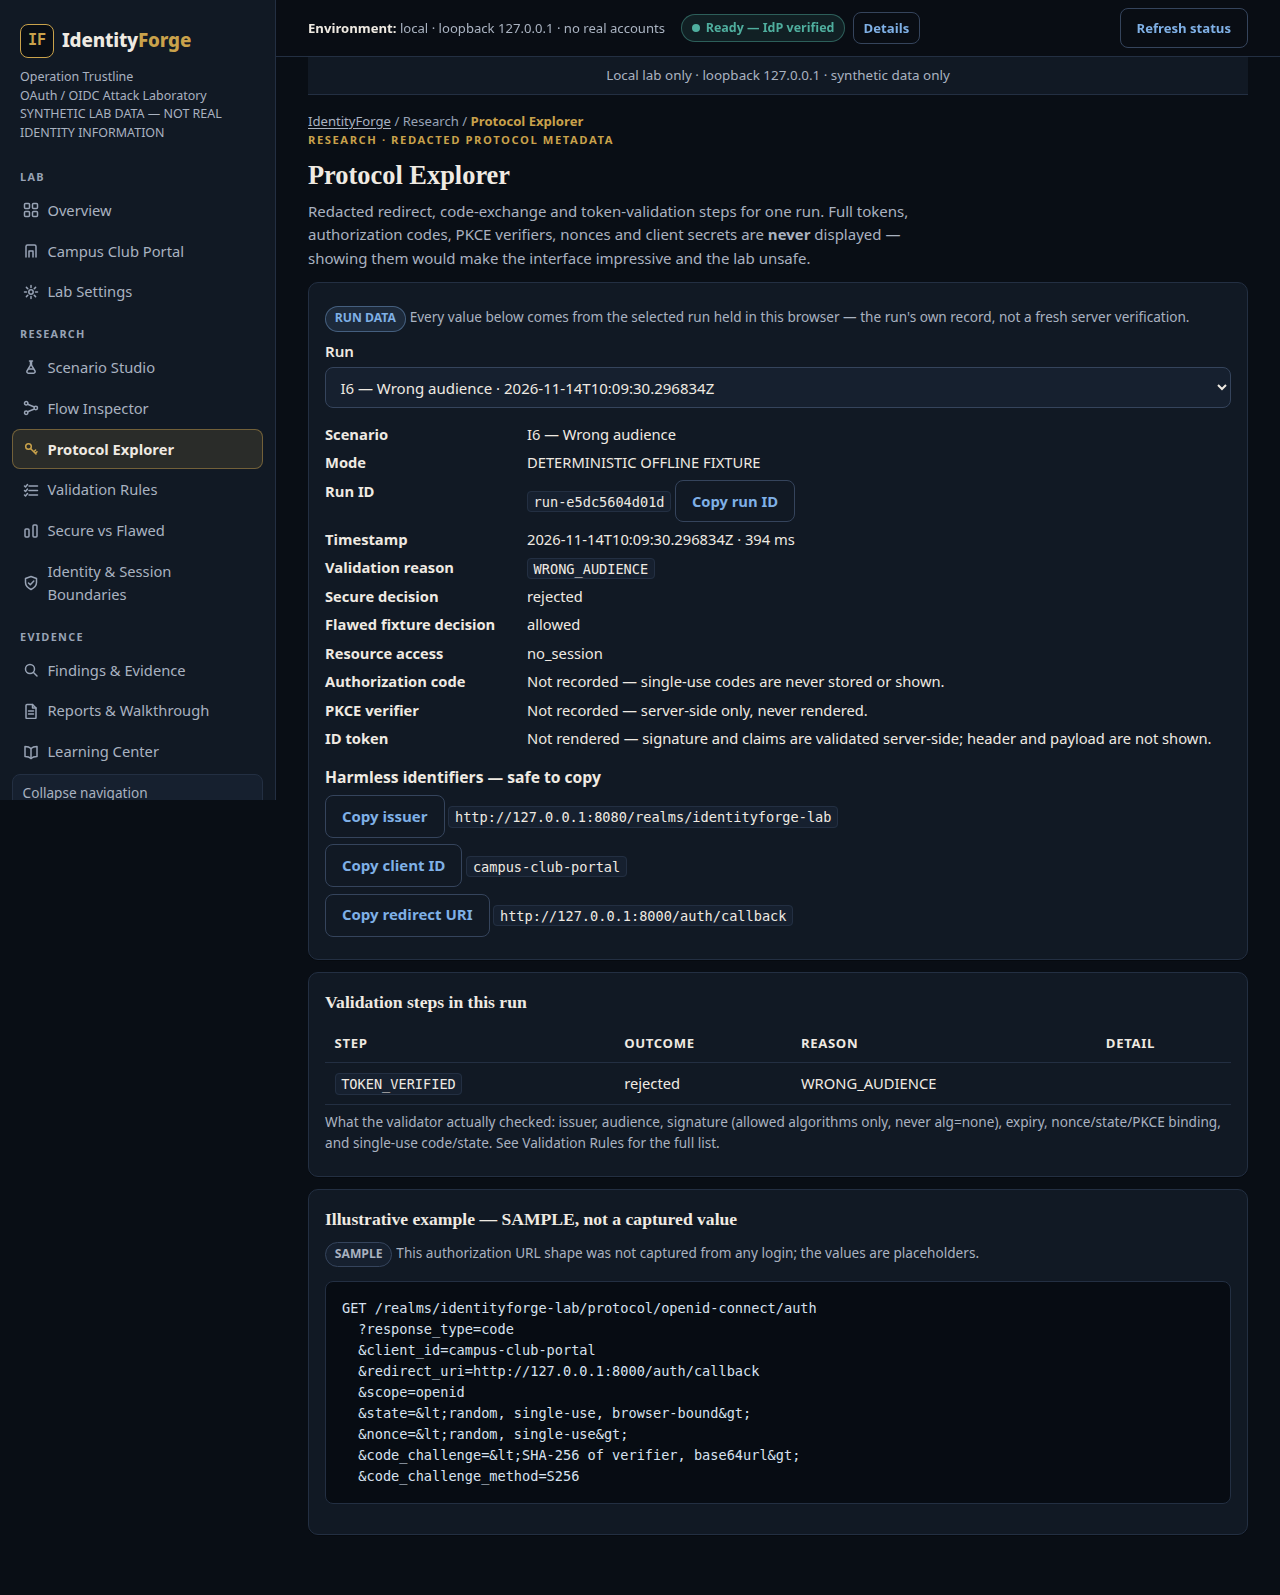 IF IdentityForge
Operation Trustline
OAuth / OIDC Attack Laboratory
SYNTHETIC LAB DATA — NOT REAL
IDENTITY INFORMATION
LAB
Overview
Campus Club Portal
Lab Settings
RESEARCH
Scenario Studio
Flow Inspector
Protocol Explorer
Validation Rules
Secure vs Flawed
Identity & Session
Boundaries
EVIDENCE
Findings & Evidence
Reports & Walkthrough
Learning Center
Collapse navigation
Environment: local · loopback 127.0.0.1 · no real accounts
Ready — IdP verified
Details
Refresh status
Local lab only · loopback 127.0.0.1 · synthetic data only
IdentityForge / Research / Protocol Explorer
RESEARCH · REDACTED PROTOCOL METADATA
Protocol Explorer
Redacted redirect, code-exchange and token-validation steps for one run. Full tokens,
authorization codes, PKCE verifiers, nonces and client secrets are never displayed —
showing them would make the interface impressive and the lab unsafe.
RUN DATA Every value below comes from the selected run held in this browser — the run's own record, not a fresh server verification.
Run
I6 — Wrong audience · 2026-11-14T10:09:30.296834Z
Scenario I6 — Wrong audience
Mode DETERMINISTIC OFFLINE FIXTURE
Run ID run-e5dc5604d01d Copy run ID
Timestamp 2026-11-14T10:09:30.296834Z · 394 ms
Validation reason WRONG_AUDIENCE
Secure decision rejected
Flawed fixture decision allowed
Resource access no_session
Authorization code Not recorded — single-use codes are never stored or shown.
PKCE verifier Not recorded — server-side only, never rendered.
ID token Not rendered — signature and claims are validated server-side; header and payload are not shown.
Harmless identifiers — safe to copy
Copy issuer http://127.0.0.1:8080/realms/identityforge-lab
Copy client ID campus-club-portal
Copy redirect URI http://127.0.0.1:8000/auth/callback
Validation steps in this run
STEP OUTCOME REASON DETAIL
TOKEN_VERIFIED rejected WRONG_AUDIENCE
What the validator actually checked: issuer, audience, signature (allowed algorithms only, never alg=none), expiry, nonce/state/PKCE binding,
and single-use code/state. See Validation Rules for the full list.
Illustrative example — SAMPLE, not a captured value
SAMPLE This authorization URL shape was not captured from any login; the values are placeholders.
GET /realms/identityforge-lab/protocol/openid-connect/auth
?response_type=code
&client_id=campus-club-portal
&redirect_uri=http://127.0.0.1:8000/auth/callback
&scope=openid
&state=&lt;random, single-use, browser-bound&gt;
&nonce=&lt;random, single-use&gt;
&code_challenge=&lt;SHA-256 of verifier, base64url&gt;
&code_challenge_method=S256